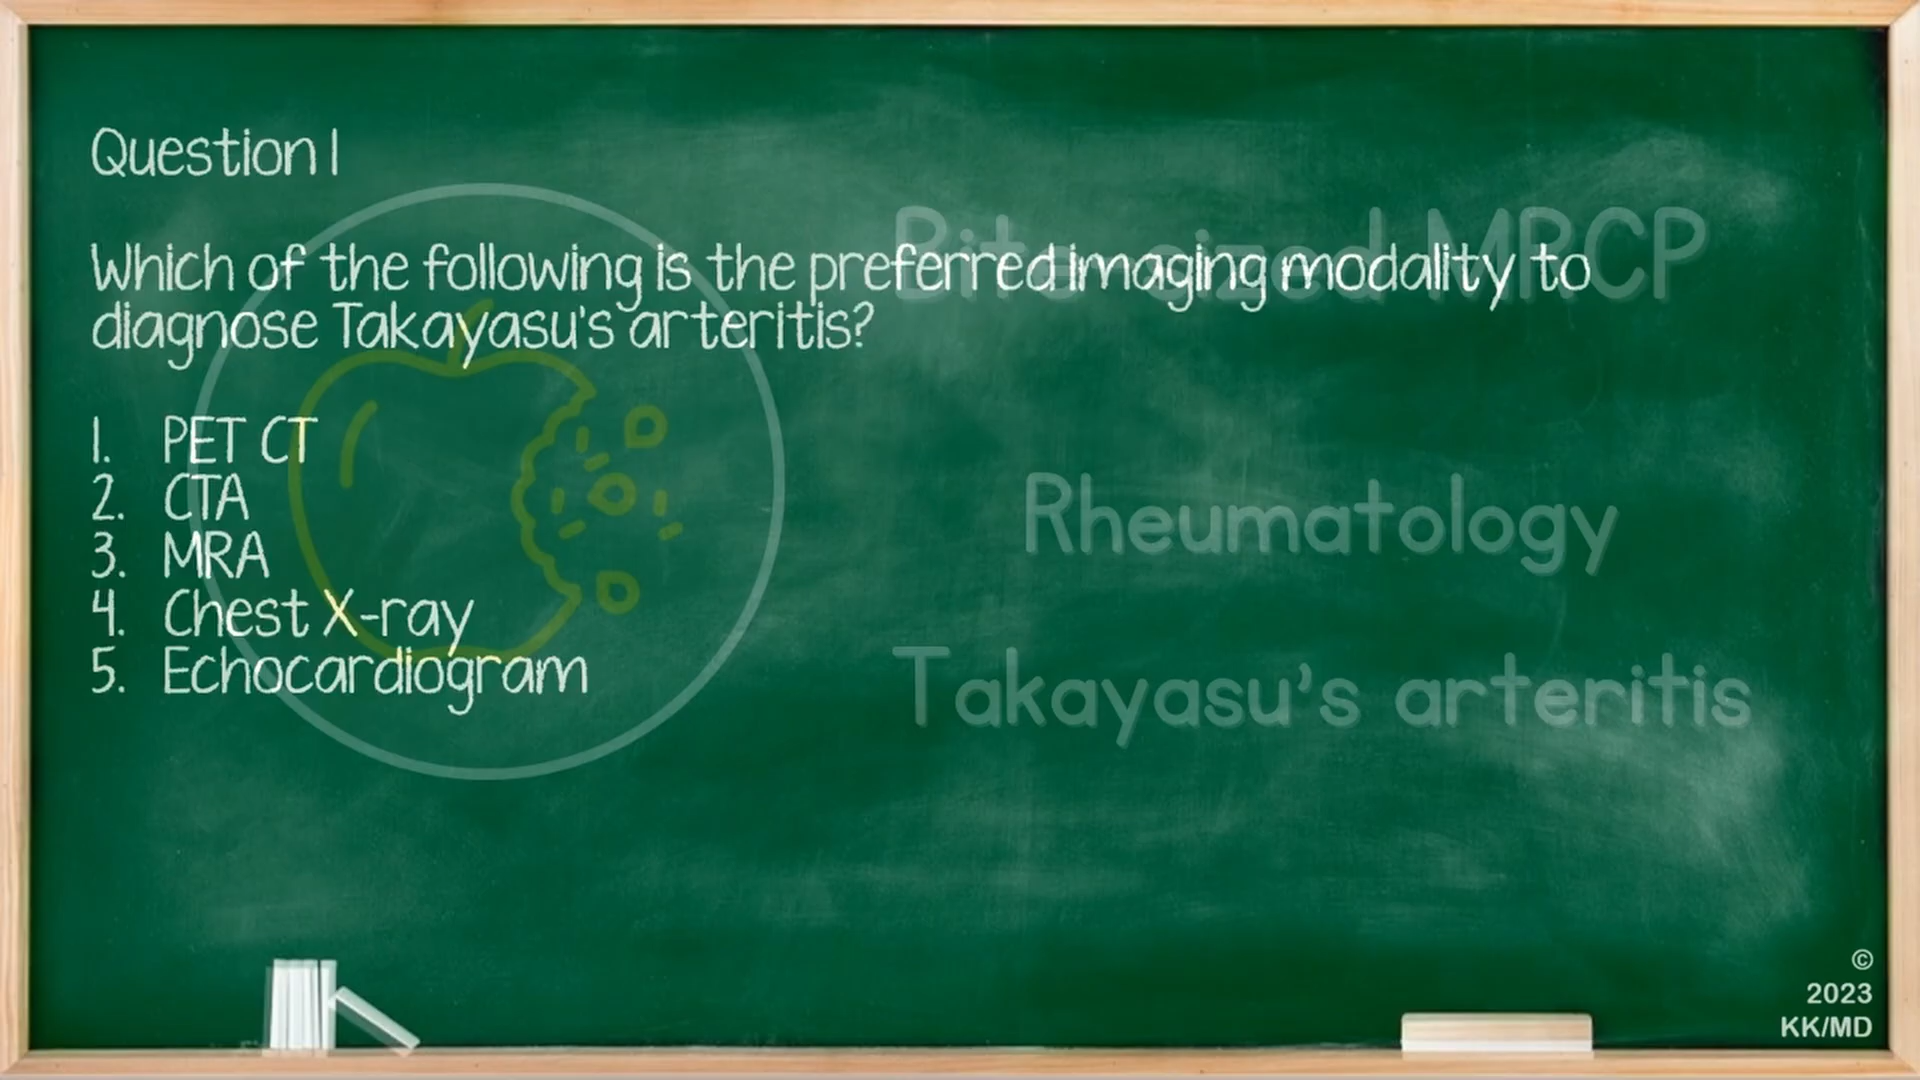 Question 1
Bite sized MRCP
Which of the following is the preferred imaging modality to
diagnose Takayasu's arteritis?
1. PET CT
2. CTA
3. MRA
4. Chest X-ray
5. Echocardiogram
Rheumatology
Takayasu's arteritis
©
2023
KK/MD